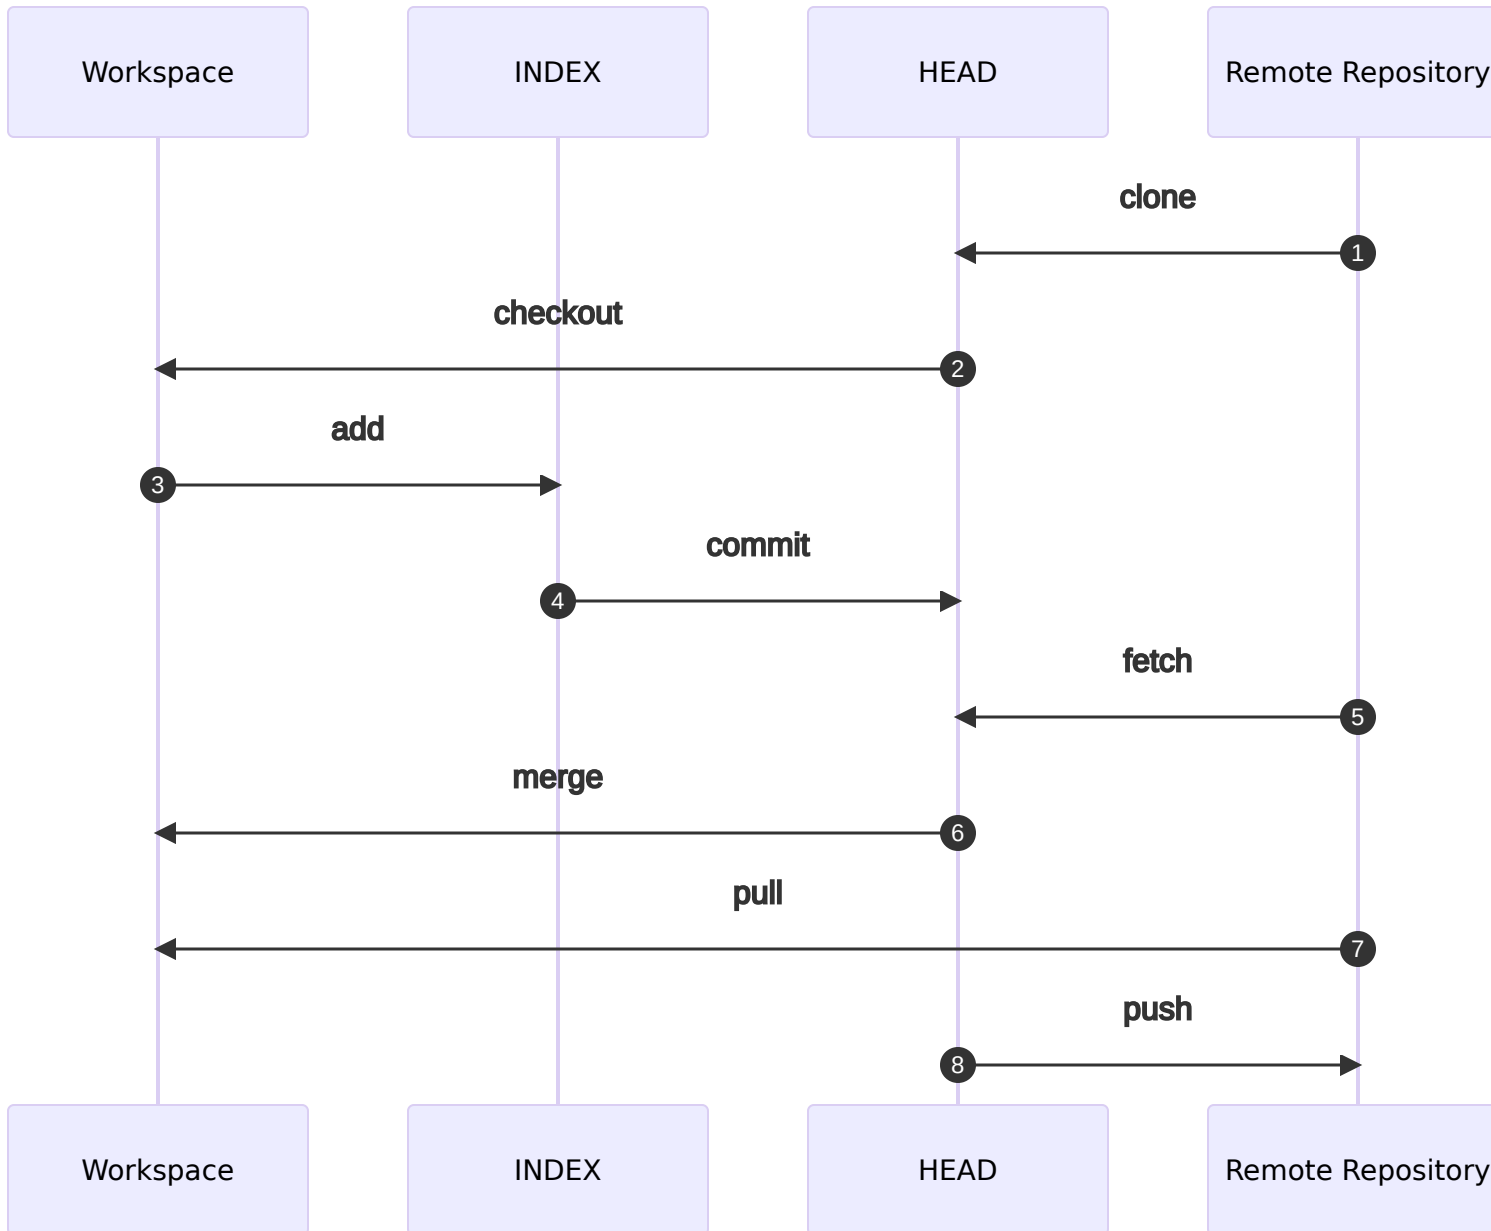 Workspace
INDEX
HEAD
Remote Repository
clone
1
checkout
2
add
3
commit
4
fetch
5
merge
6
pull
7
push
8
Workspace
INDEX
HEAD
Remote Repository